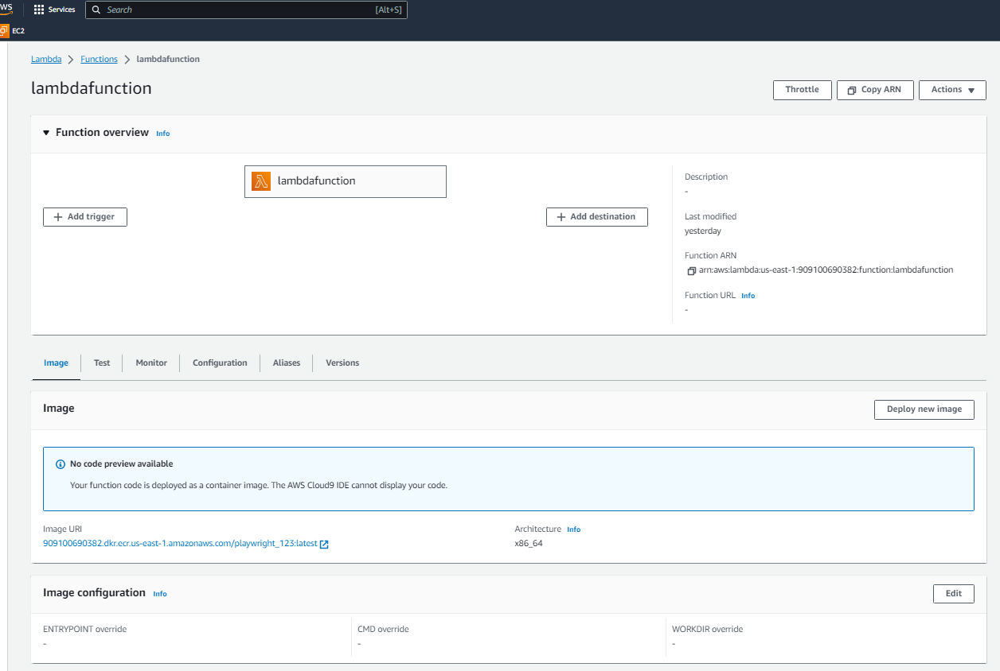 Services Search [Alt+S]
EC2
Lambda > Functions > lambdafunction
lambdafunction
Throttle Copy ARN Actions ▼
▼ Function overview Info
lambdafunction
+ Add trigger
+ Add destination
Description
-
Last modified
yesterday
Function ARN
arn:aws:lambda:us-east-1:909100690382:function:lambdafunction
Function URL Info
-
Image Test Monitor Configuration Aliases Versions
Image
Deploy new image
No code preview available
Your function code is deployed as a container image. The AWS Cloud9 IDE cannot display your code.
Image URI
909100690382.dkr.ecr.us-east-1.amazonaws.com/playwright_123:latest
Architecture Info
x86_64
Image configuration Info
Edit
ENTRYPOINT override
-
CMD override
-
WORKDIR override
-